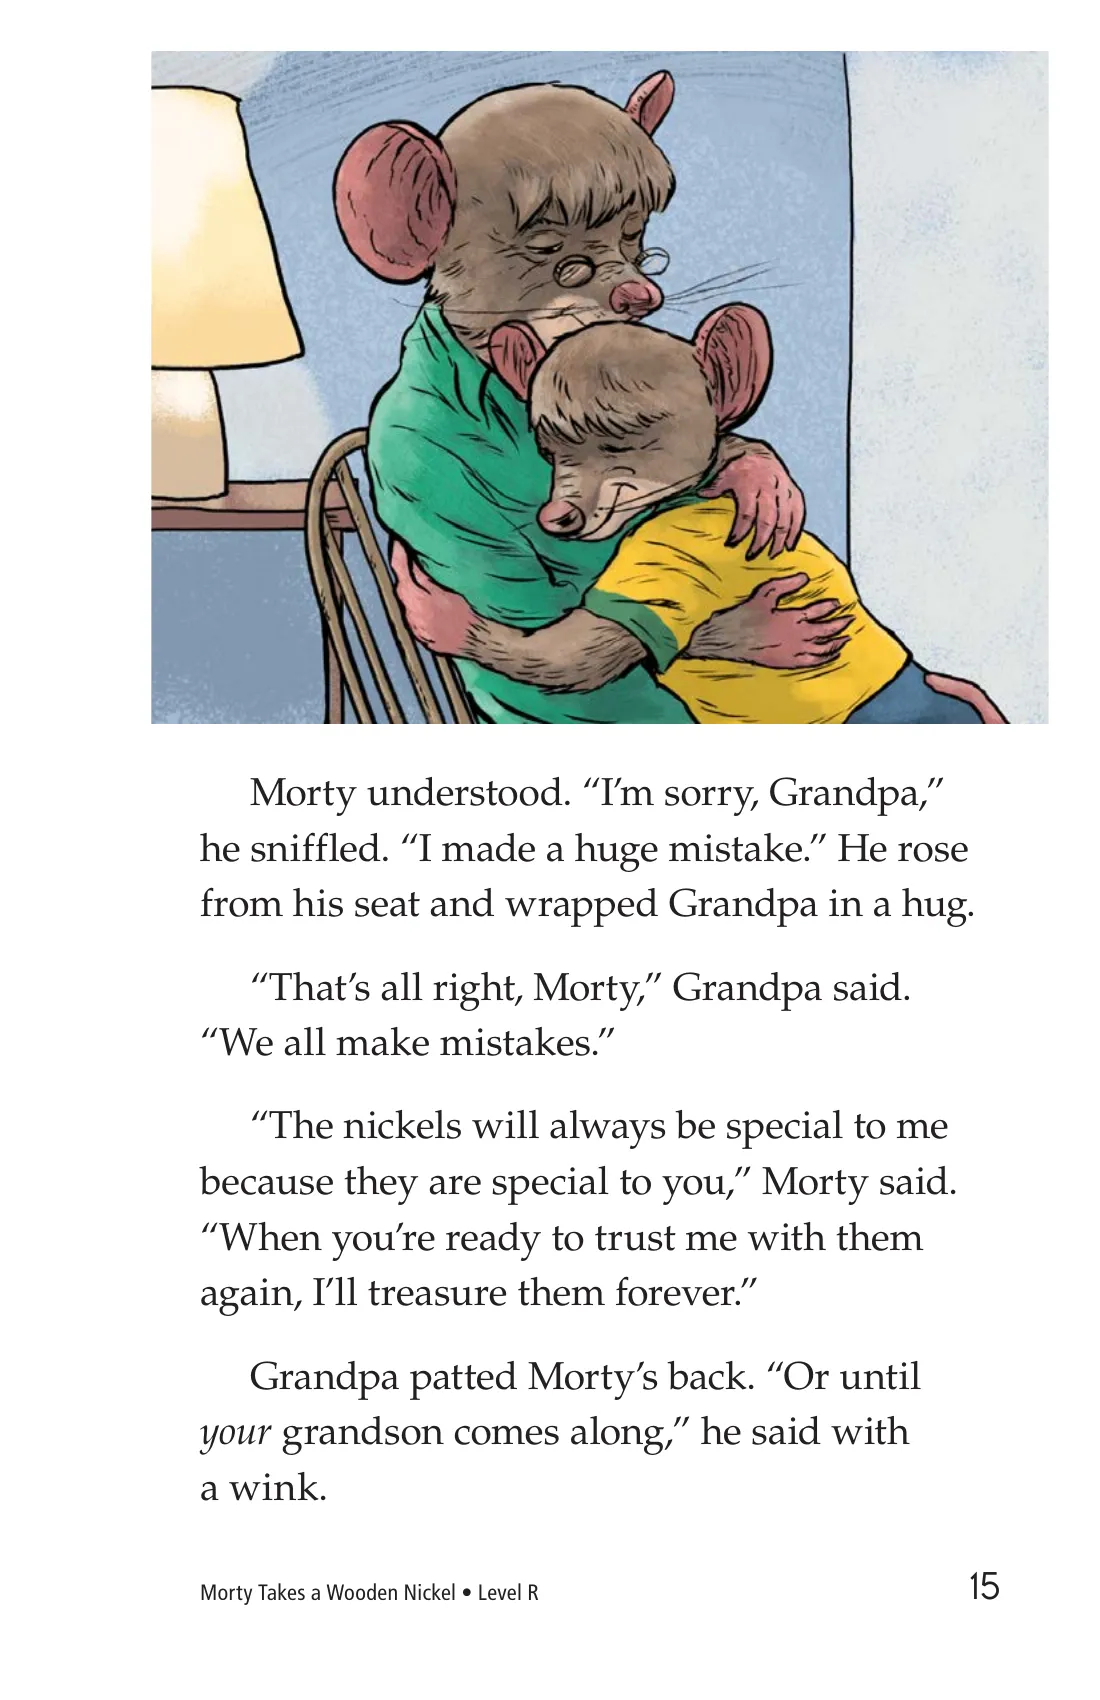 Morty understood. “I’m sorry, Grandpa,”
he sniffled. “I made a huge mistake.” He rose
from his seat and wrapped Grandpa in a hug.
“That’s all right, Morty,” Grandpa said.
“We all make mistakes.”
“The nickels will always be special to me
because they are special to you,” Morty said.
“When you’re ready to trust me with them
again, I’ll treasure them forever.”
Grandpa patted Morty’s back. “Or until
your grandson comes along,” he said with
a wink.
Morty Takes a Wooden Nickel • Level R
15